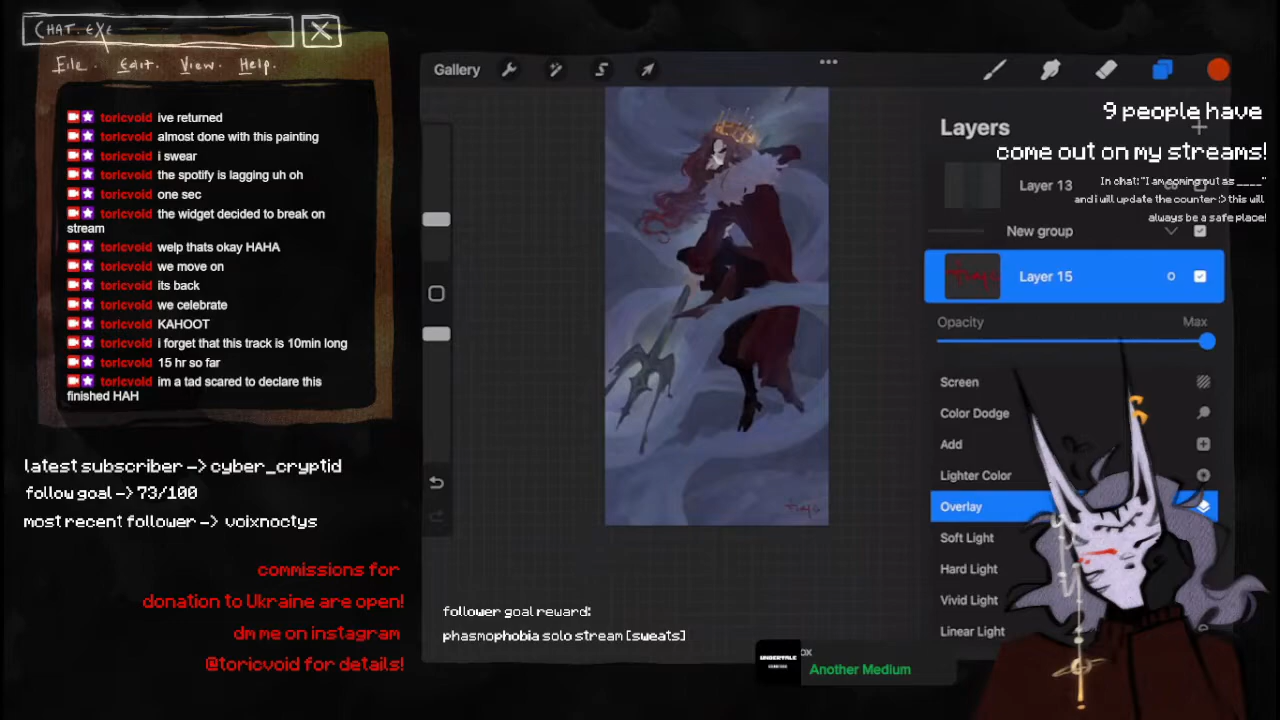 CHAT.EXE
File. Edit. View. Help.
toricvoid ive returned
toricvoid almost done with this painting
toricvoid i swear
toricvoid the spotify is lagging uh oh
toricvoid one sec
toricvoid the widget decided to break on
stream
toricvoid welp thats okay HAHA
toricvoid we move on
toricvoid its back
toricvoid we celebrate
toricvoid KAHOOT
toricvoid i forget that this track is 10min long
toricvoid 15 hr so far
toricvoid im a tad scared to declare this
finished HAH
latest subscriber -> cyber_cryptid
follow goal -> 73/100
most recent follower -> voixnoctys
commissions for
donation to Ukraine are open!
dm me on instagram
@toricvoid for details!
Gallery
follower goal reward:
phasmophobia solo stream [sweats]
UNDERTALE
Another Medium
9 people have
come out on my streams!
In chat: "I am coming out as ____"
and i will update the counter :> this will
always be a safe place!
Layers
Layer 13
New group
Layer 15
Opacity Max
Screen
Color Dodge
Add
Lighter Color
Overlay
Soft Light
Hard Light
Vivid Light
Linear Light